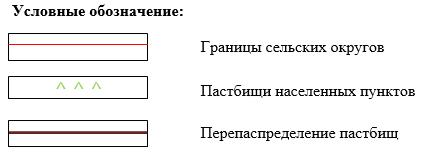 Условные обозначение:
Границы сельских округов
Пастбищи населенных пунктов
Перепаспределение пастбищ